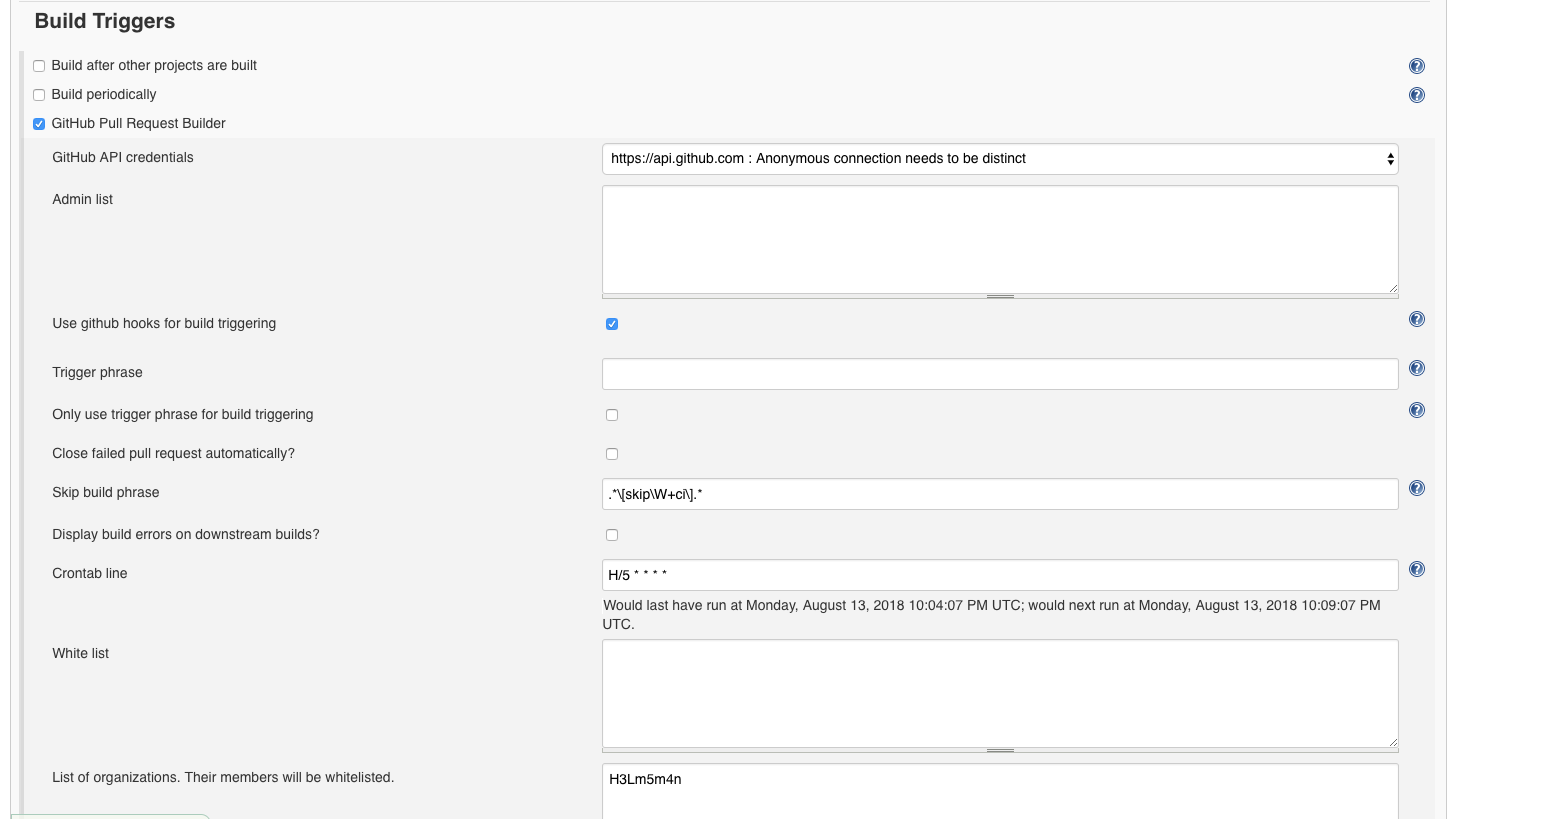 Build Triggers
Build after other projects are built
Build periodically
GitHub Pull Request Builder
GitHub API credentials
https://api.github.com : Anonymous connection needs to be distinct
Admin list
Use github hooks for build triggering
Trigger phrase
Only use trigger phrase for build triggering
Close failed pull request automatically?
Skip build phrase
.*\[skip\W+ci\].*
Display build errors on downstream builds?
Crontab line
H/5 * * * *
Would last have run at Monday, August 13, 2018 10:04:07 PM UTC; would next run at Monday, August 13, 2018 10:09:07 PM
UTC.
White list
List of organizations. Their members will be whitelisted.
H3Lm5m4n